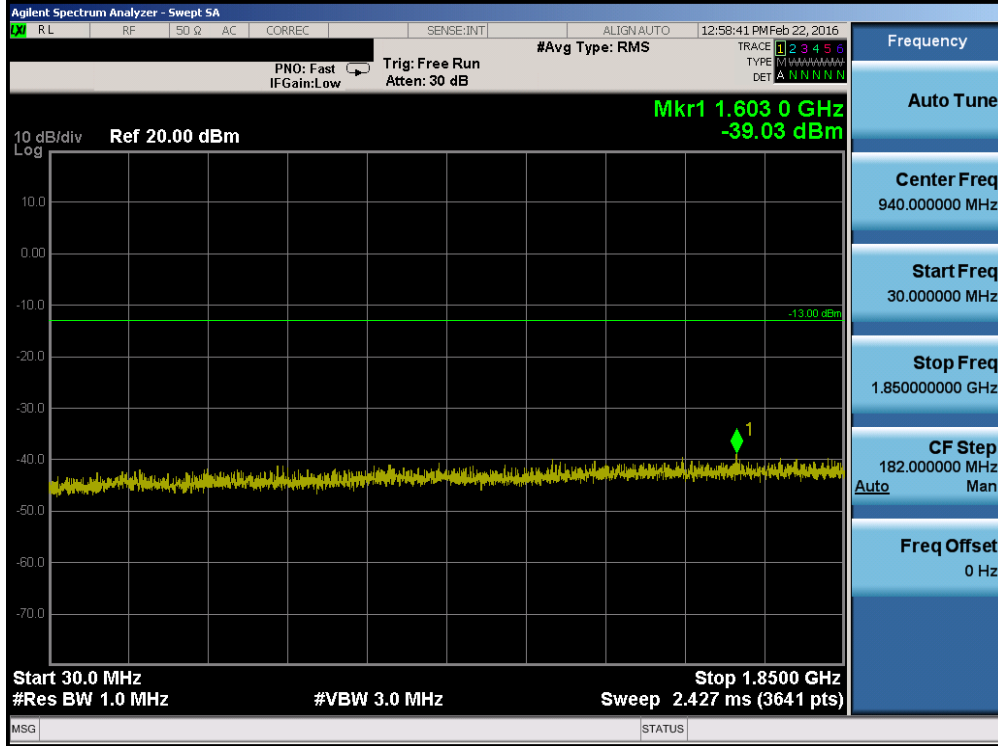 Agilent Spectrum Analyzer - Swept SA
LXI RL RF 50 Ω AC CORREC SENSE:INT ALIGNAUTO 12:58:41 PMFeb 22, 2016
#Avg Type: RMS TRACE 1 2 3 4 5 6
PNO: Fast Trig: Free Run TYPE MWWWWW
IFGain:Low Atten: 30 dB DET A N N N N N
Mkr1 1.603 0 GHz
-39.03 dBm
10 dB/div Ref 20.00 dBm
Log
10.0
0.00
-10.0
-13.00 dBm
-20.0
-30.0
1
-40.0
-50.0
-60.0
-70.0
Start 30.0 MHz Stop 1.8500 GHz
#Res BW 1.0 MHz #VBW 3.0 MHz Sweep 2.427 ms (3641 pts)
MSG STATUS
Frequency
Auto Tune
Center Freq
940.000000 MHz
Start Freq
30.000000 MHz
Stop Freq
1.850000000 GHz
CF Step
182.000000 MHz
Auto Man
Freq Offset
0 Hz